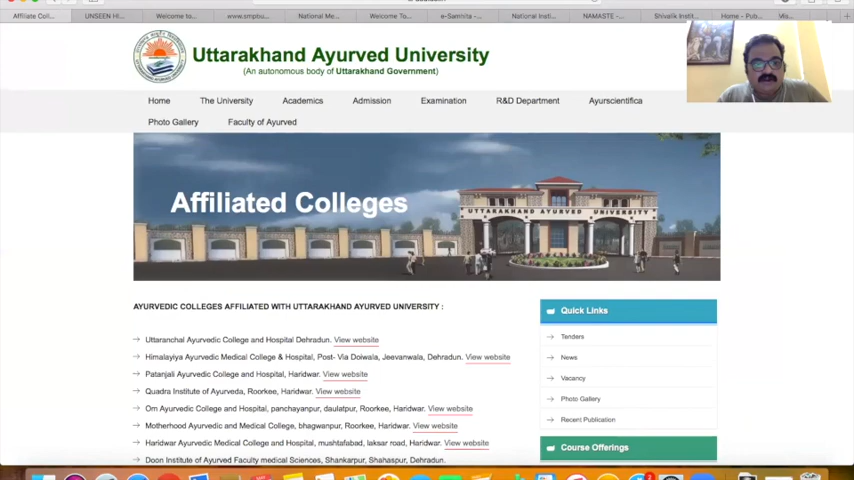 Affiliate Coll...
UNSEEN HI...
Welcome to...
www.smpbu...
National Me...
Welcome To...
e-Samhita -...
National Insti...
NAMASTE -...
Shivalik Instit...
Home - Pub...
Uttarakhand Ayurved University
(An autonomous body of Uttarakhand Government)
Home
The University
Academics
Admission
Examination
R&D Department
Ayurscientifica
Photo Gallery
Faculty of Ayurved
Affiliated Colleges
UTTARAKHAND AYURVED UNIVERSITY
AYURVEDIC COLLEGES AFFILIATED WITH UTTARAKHAND AYURVED UNIVERSITY :
Uttaranchal Ayurvedic College and Hospital Dehradun. View website
Himalayiya Ayurvedic Medical College & Hospital, Post- Via Doiwala, Jeevanwala, Dehradun. View website
Patanjali Ayurvedic College and Hospital, Haridwar. View website
Quadra Institute of Ayurveda, Roorkee, Haridwar. View website
Om Ayurvedic College and Hospital, panchayanpur, daulatpur, Roorkee, Haridwar. View website
Motherhood Ayurvedic and Medical College, bhagwanpur, Roorkee, Haridwar. View website
Haridwar Ayurvedic Medical College and Hospital, mushtafabad, laksar road, Haridwar. View website
Doon Institute of Ayurved Faculty medical Sciences, Shankarpur, Shahaspur, Dehradun.
Quick Links
Tenders
News
Vacancy
Photo Gallery
Recent Publication
Course Offerings